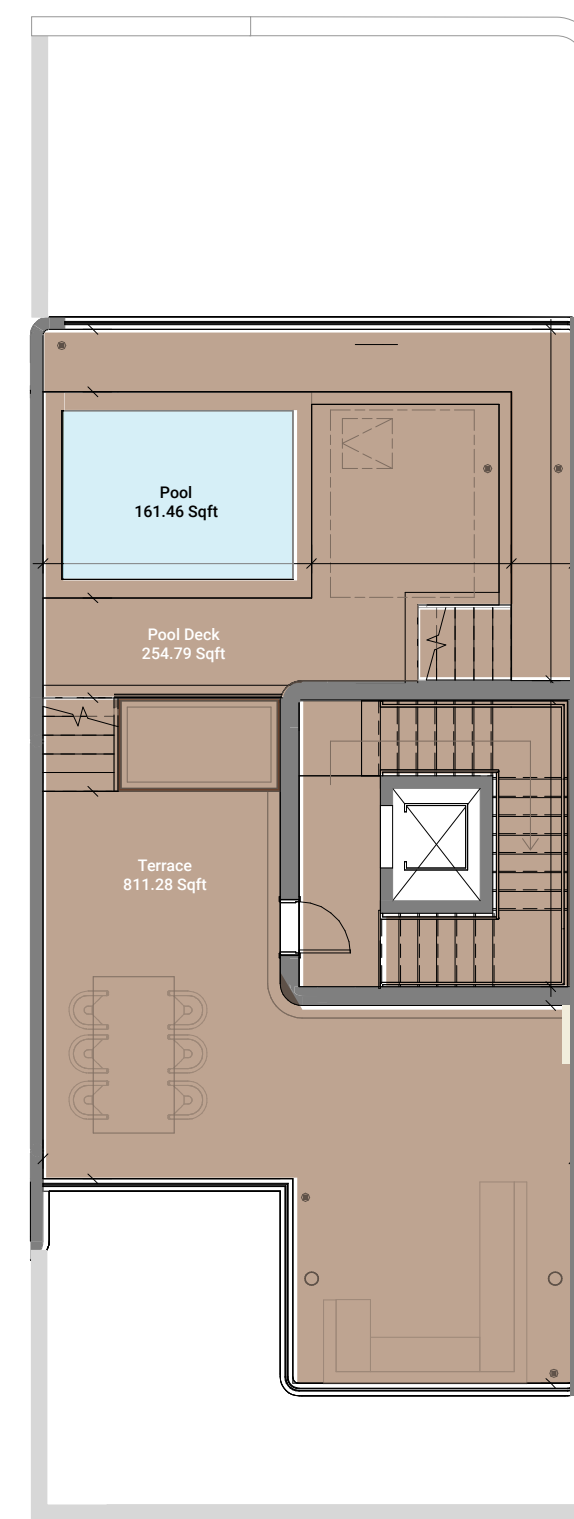 Pool
161.46 Sqft
Pool Deck
254.79 Sqft
Terrace
811.28 Sqft